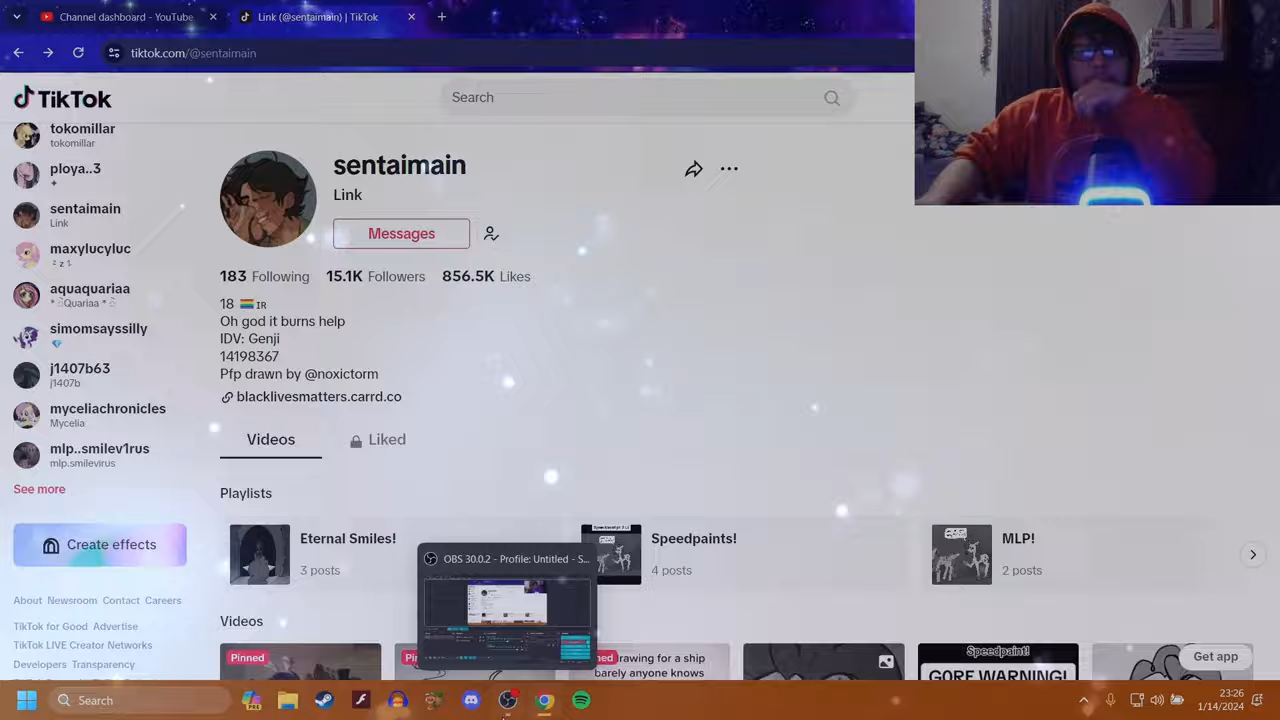 Channel dashboard - YouTube
Link (@sentaimain) | TikTok
tiktok.com/@sentaimain
TikTok
Search
tokomillar
tokomillar
ploya..3
sentaimain
Link
maxylucyluc
aquaquariaa
simomsayssilly
j1407b63
j1407b
myceliachronicles
Mycelia
mlp..smilev1rus
mlp.smilevirus
See more
Create effects
About Newsroom Contact Careers
TikTok for Good Advertise
TikTok LIVE Creator Networks
Developers Transparency
sentaimain
Link
Messages
183 Following 15.1K Followers 856.5K Likes
18 🏳️‍🌈 IR
Oh god it burns help
IDV: Genji
14198367
Pfp drawn by @noxictorm
blacklivesmatters.carrd.co
Videos Liked
Playlists
Eternal Smiles!
3 posts
Speedpaints!
4 posts
MLP!
2 posts
OBS 30.0.2 - Profile: Untitled - S...
Videos
Pinned
drawing for a ship
barely anyone knows
Speedpaint!
GORE WARNING!
Get app
Search
23:26
1/14/2024